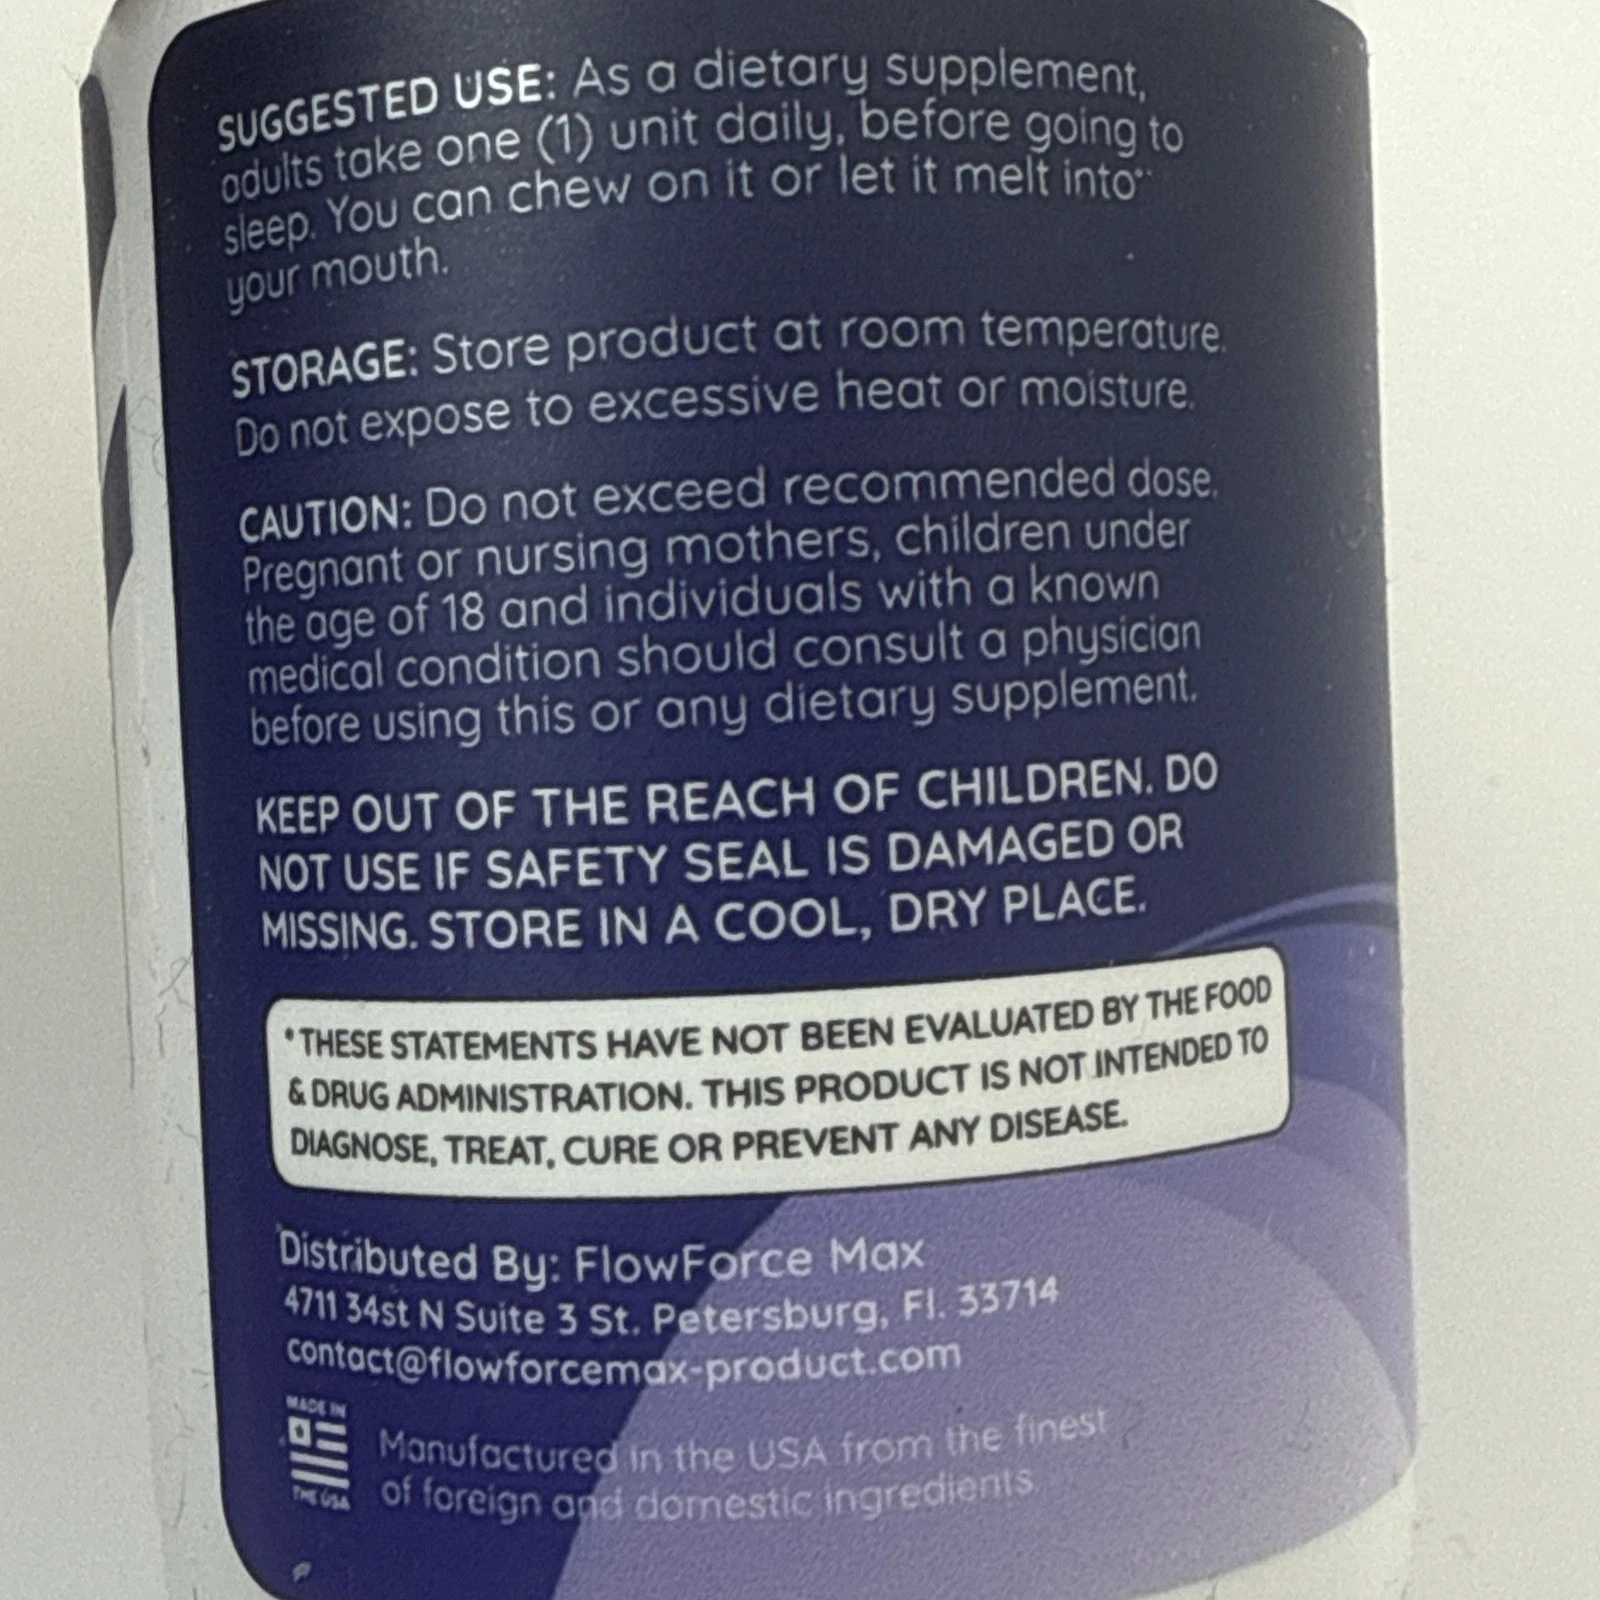 SUGGESTED USE: As a dietary supplement,
adults take one (1) unit daily, before going to
sleep. You can chew on it or let it melt into
your mouth.
STORAGE: Store product at room temperature.
Do not expose to excessive heat or moisture.
CAUTION: Do not exceed recommended dose.
Pregnant or nursing mothers, children under
the age of 18 and individuals with a known
medical condition should consult a physician
before using this or any dietary supplement.
KEEP OUT OF THE REACH OF CHILDREN. DO
NOT USE IF SAFETY SEAL IS DAMAGED OR
MISSING. STORE IN A COOL, DRY PLACE.
*THESE STATEMENTS HAVE NOT BEEN EVALUATED BY THE FOOD
& DRUG ADMINISTRATION. THIS PRODUCT IS NOT INTENDED TO
DIAGNOSE, TREAT, CURE OR PREVENT ANY DISEASE.
Distributed By: FlowForce Max
4711 34st N Suite 3 St. Petersburg, Fl. 33714
contact@flowforcemax-product.com
MADE IN
THE USA
Manufactured in the USA from the finest
of foreign and domestic ingredients.